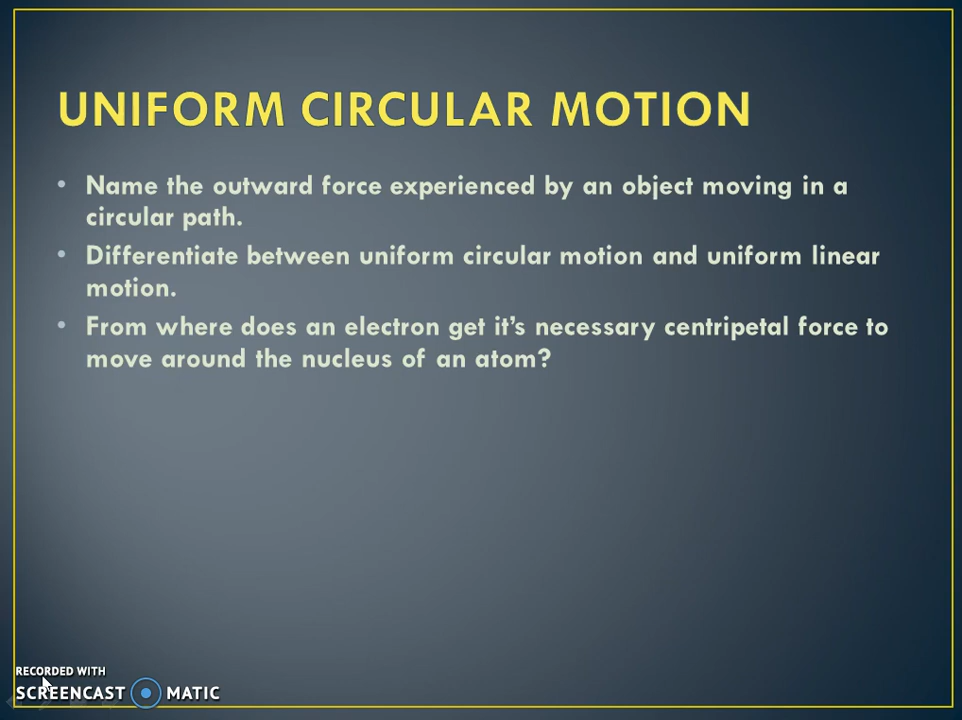 UNIFORM CIRCULAR MOTION
• Name the outward force experienced by an object moving in a
circular path.
• Differentiate between uniform circular motion and uniform linear
motion.
• From where does an electron get it’s necessary centripetal force to
move around the nucleus of an atom?
RECORDED WITH
SCREENCAST MATIC